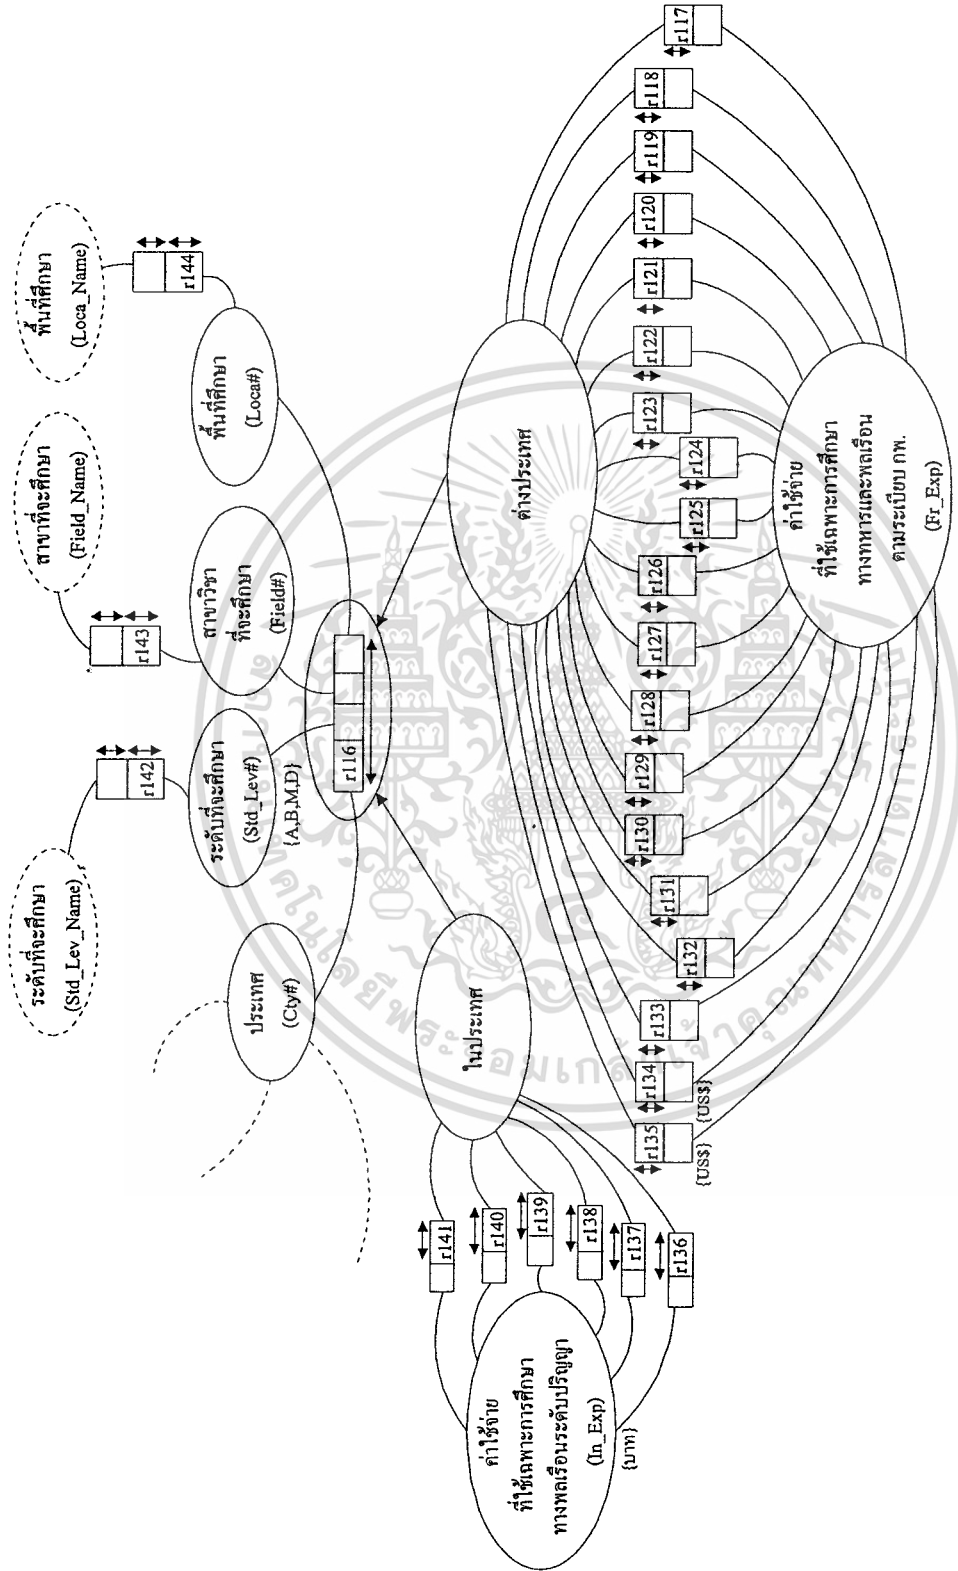 ระดับที่จะศึกษา
(Std_Lev_Name)
สาขาที่จะศึกษา
(Field_Name)
พื้นที่ศึกษา
(Loca_Name)
r142
r143
r144
ประเทศ
(Cty#)
ระดับที่จะศึกษา
(Std_Lev#)
{A,B,M,D}
สาขาวิชา
ที่จะศึกษา
(Field#)
พื้นที่ศึกษา
(Loca#)
r116
ในประเทศ
ต่างประเทศ
r141
r140
r139
r138
r137
r136
ค่าใช้จ่าย
ที่ใช้เฉพาะการศึกษา
ทางพลเรือนระดับปริญญา
(In_Exp)
{บาท}
r135
{US$}
r134
{US$}
r133
r132
r131
r130
r129
r128
r127
r126
r125
r124
r123
r122
r121
r120
r119
r118
r117
ค่าใช้จ่าย
ที่ใช้เฉพาะการศึกษา
ทางทหารและพลเรือน
ตามระเบียบ กพ.
(Fr_Exp)